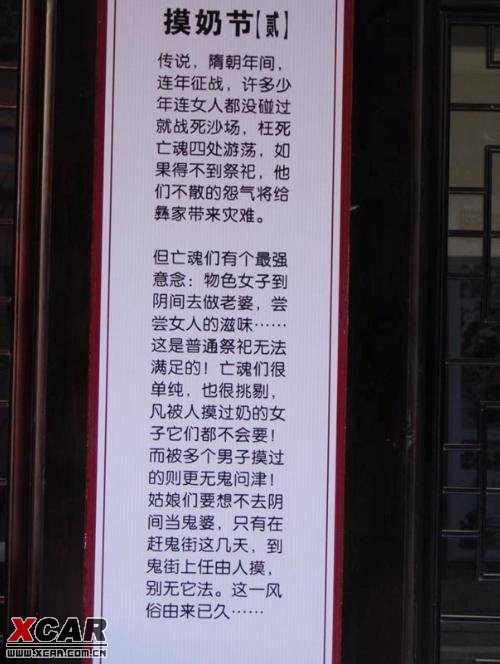 摸奶节【贰】
传说，隋朝年间，
连年征战，许多少
年连女人都没碰过
就战死沙场，枉死
亡魂四处游荡，如
果得不到祭祀，他
们不散的怨气将给
彝家带来灾难。
但亡魂们有个最强
意念：物色女子到
阴间去做老婆，尝
尝女人的滋味……
这是普通祭祀无法
满足的！亡魂们很
单纯，也很挑剔，
凡被人摸过奶的女
子它们都不会要！
而被多个男子摸过
的则更无鬼问津！
姑娘们要想不去阴
间当鬼婆，只有在
赶鬼街这几天，到
鬼街上任由人摸，
别无它法。这一风
俗由来已久……
XCAR
WWW.XCAR.COM.CN